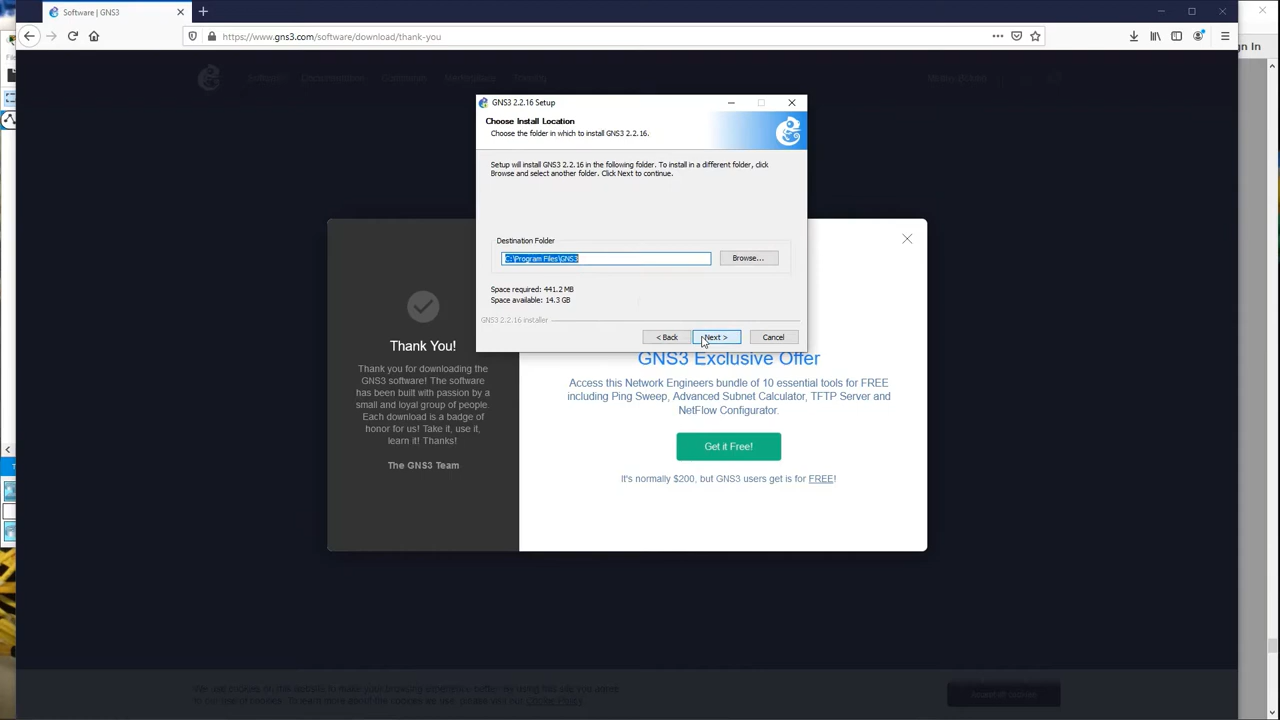 Software | GNS3
https://www.gns3.com/software/download/thank-you
gn In
Software
Documentation
Community
Marketplace
Training
GNS3 2.2.16 Setup
Choose Install Location
Choose the folder in which to install GNS3 2.2.16.
Setup will install GNS3 2.2.16 in the following folder. To install in a different folder, click
Browse and select another folder. Click Next to continue.
Destination Folder
C:\Program Files\GNS3
Browse...
Space required: 441.2 MB
Space available: 14.3 GB
GNS3 2.2.16 installer
< Back
Next >
Cancel
Thank You!
Thank you for downloading the
GNS3 software! The software
has been built with passion by a
small and loyal group of people.
Each download is a badge of
honor for us! Take it, use it,
learn it! Thanks!
The GNS3 Team
GNS3 Exclusive Offer
Access this Network Engineers bundle of 10 essential tools for FREE
including Ping Sweep, Advanced Subnet Calculator, TFTP Server and
NetFlow Configurator.
Get it Free!
It's normally $200, but GNS3 users get is for FREE!